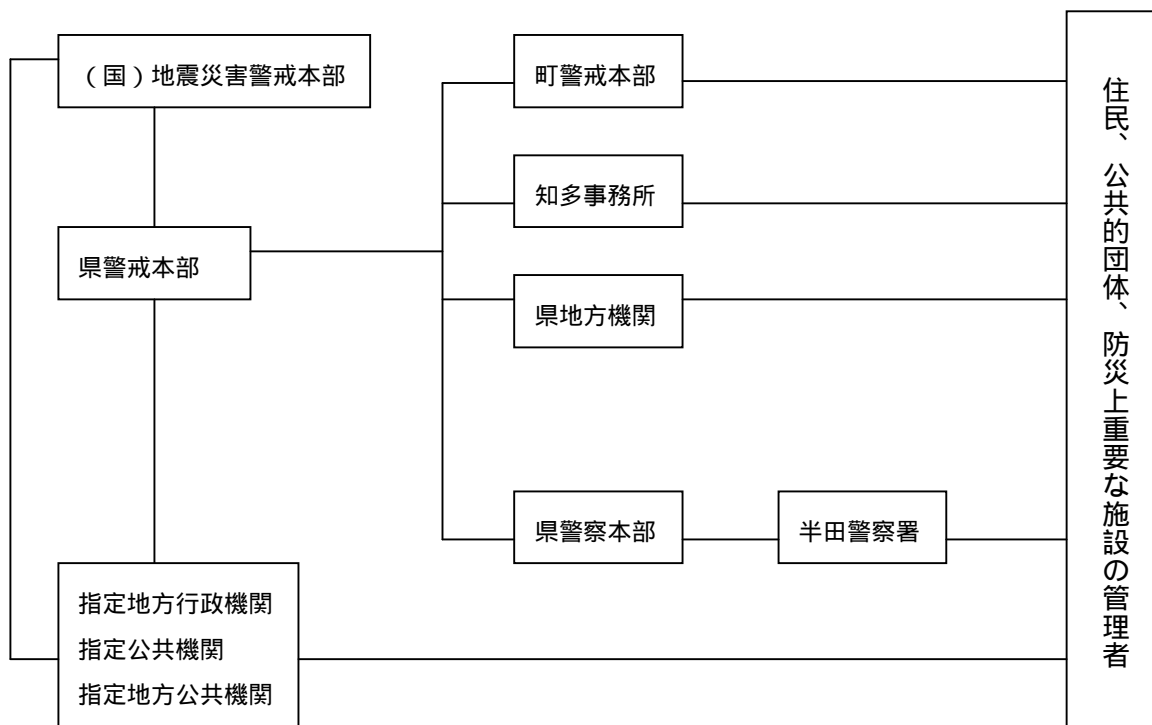 （国）地震災害警戒本部
町警戒本部
知多事務所
県警戒本部
県地方機関
県警察本部
半田警察署
指定地方行政機関
指定公共機関
指定地方公共機関
住民、公共的団体、防災上重要な施設の管理者